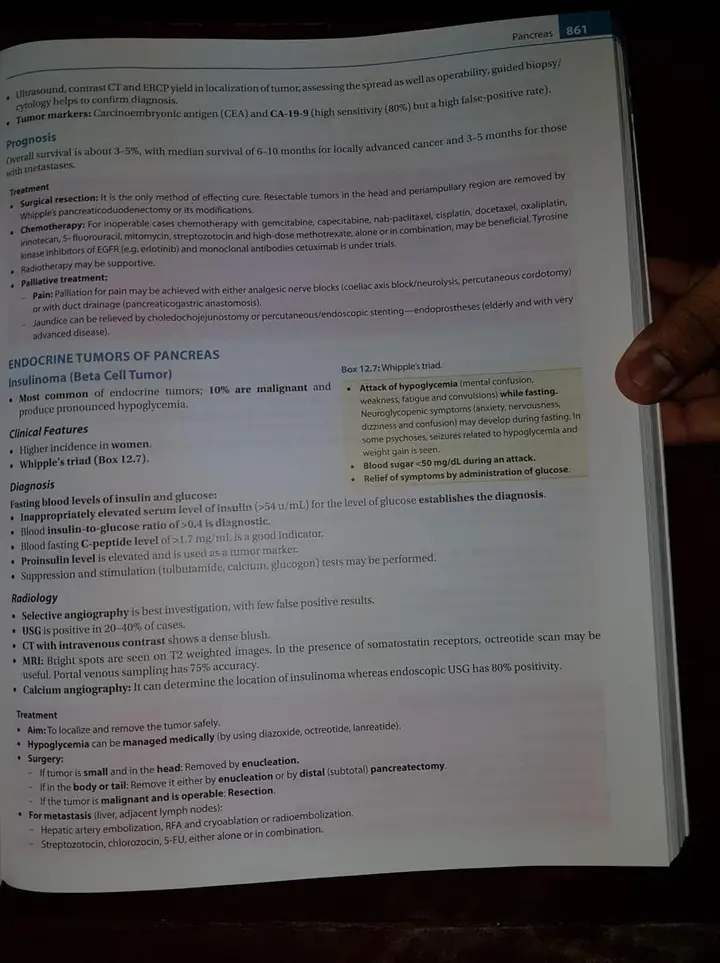 Pancreas 861
• Ultrasound, contrast CT and ERCP yield in localization of tumor, assessing the spread as well as operability, guided biopsy/
cytology helps to confirm diagnosis.
• Tumor markers: Carcinoembryonic antigen (CEA) and CA-19-9 (high sensitivity (80%) but a high false-positive rate).
Prognosis
Overall survival is about 3–5%, with median survival of 6–10 months for locally advanced cancer and 3–5 months for those
with metastases.
Treatment
• Surgical resection: It is the only method of effecting cure. Resectable tumors in the head and periampullary region are removed by
Whipple's pancreaticoduodenectomy or its modifications.
• Chemotherapy: For inoperable cases chemotherapy with gemcitabine, capecitabine, nab-paclitaxel, cisplatin, docetaxel, oxaliplatin,
innotecan, 5- fluorouracil, mitomycin, streptozotocin and high-dose methotrexate, alone or in combination, may be beneficial. Tyrosine
kinase inhibitors of EGFR (e.g. erlotinib) and monoclonal antibodies cetuximab is under trials.
• Radiotherapy may be supportive.
• Palliative treatment:
– Pain: Palliation for pain may be achieved with either analgesic nerve blocks (coeliac axis block/neurolysis, percutaneous cordotomy)
or with duct drainage (pancreaticogastric anastomosis).
– Jaundice can be relieved by choledochojejunostomy or percutaneous/endoscopic stenting—endoprostheses (elderly and with very
advanced disease).
ENDOCRINE TUMORS OF PANCREAS
Insulinoma (Beta Cell Tumor)
• Most common of endocrine tumors; 10% are malignant and
produce pronounced hypoglycemia.
Clinical Features
• Higher incidence in women.
• Whipple's triad (Box 12.7).
Box 12.7: Whipple's triad.
• Attack of hypoglycemia (mental confusion,
weakness, fatigue and convulsions) while fasting.
Neuroglycopenic symptoms (anxiety, nervousness,
dizziness and confusion) may develop during fasting. In
some psychoses, seizures related to hypoglycemia and
weight gain is seen.
• Blood sugar <50 mg/dL during an attack.
• Relief of symptoms by administration of glucose.
Diagnosis
Fasting blood levels of insulin and glucose:
• Inappropriately elevated serum level of insulin (>54 u/mL) for the level of glucose establishes the diagnosis.
• Blood insulin-to-glucose ratio of >0.4 is diagnostic.
• Blood fasting C-peptide level of >1.7 mg/mL is a good indicator.
• Proinsulin level is elevated and is used as a tumor marker.
• Suppression and stimulation (tolbutamide, calcium, glucogon) tests may be performed.
Radiology
• Selective angiography is best investigation, with few false positive results.
• USG is positive in 20–40% of cases.
• CT with intravenous contrast shows a dense blush.
• MRI: Bright spots are seen on T2 weighted images. In the presence of somatostatin receptors, octreotide scan may be
useful. Portal venous sampling has 75% accuracy.
• Calcium angiography: It can determine the location of insulinoma whereas endoscopic USG has 80% positivity.
Treatment
• Aim: To localize and remove the tumor safely.
• Hypoglycemia can be managed medically (by using diazoxide, octreotide, lanreatide).
• Surgery:
– If tumor is small and in the head: Removed by enucleation.
– If in the body or tail: Remove it either by enucleation or by distal (subtotal) pancreatectomy.
– If the tumor is malignant and is operable: Resection.
• For metastasis (liver, adjacent lymph nodes):
– Hepatic artery embolization, RFA and cryoablation or radioembolization.
– Streptozotocin, chlorozocin, 5-FU, either alone or in combination.